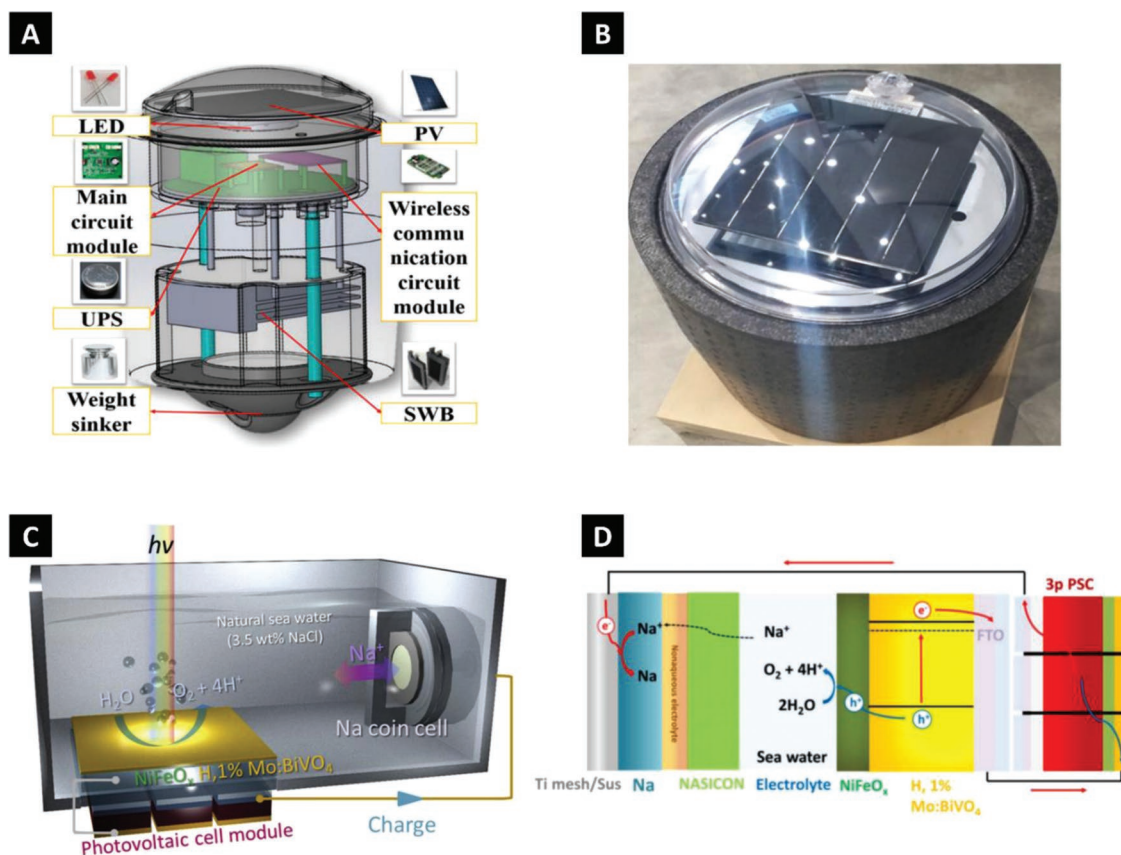 A
LED
Main
circuit
module
UPS
Weight
sinker
PV
Wireless
commu
nication
circuit
module
SWB
B
C
hv
Natural sea water
(3.5 wt% NaCl)
Na⁺
H₂O
O₂ + 4H⁺
Na coin cell
NiFeOₓ H, 1% Mo:BiVO₄
Charge
Photovoltaic cell module
D
3p PSC
e⁻
e⁻
FTO
Na⁺
Na⁺
Na
Nonaqueous electrolyte
O₂ + 4H⁺
2H₂O
h⁺
h⁺
Sea water
Ti mesh/Sus
Na
NASICON
Electrolyte
NiFeOₓ
H, 1%
Mo:BiVO₄